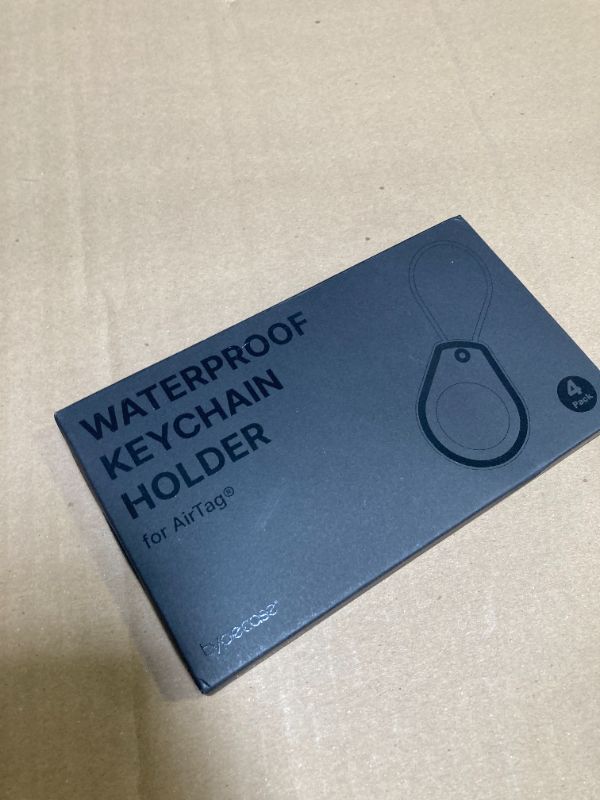 WATERPROOF
KEYCHAIN
HOLDER
for AirTag®
4
Pack